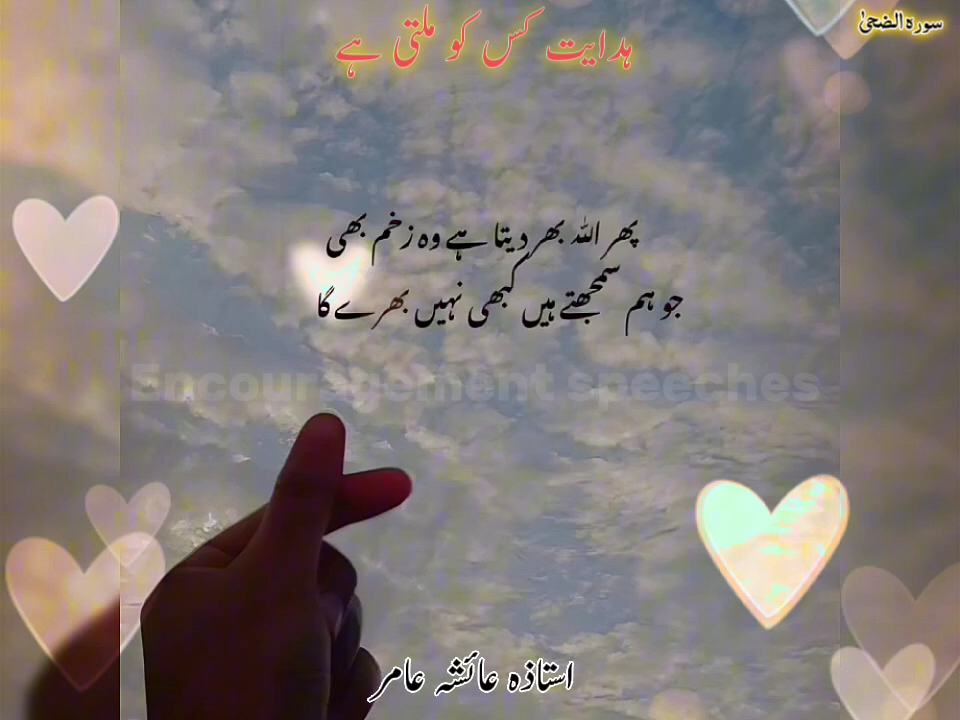 سورہ الضحیٰ
ہدایت کس کو ملتی ہے
پھر اللہ بھر دیتا ہے وہ زخم بھی
جو ہم سمجھتے ہیں کبھی نہیں بھرے گا
Encouragement speeches
استاذہ عائشہ عامر